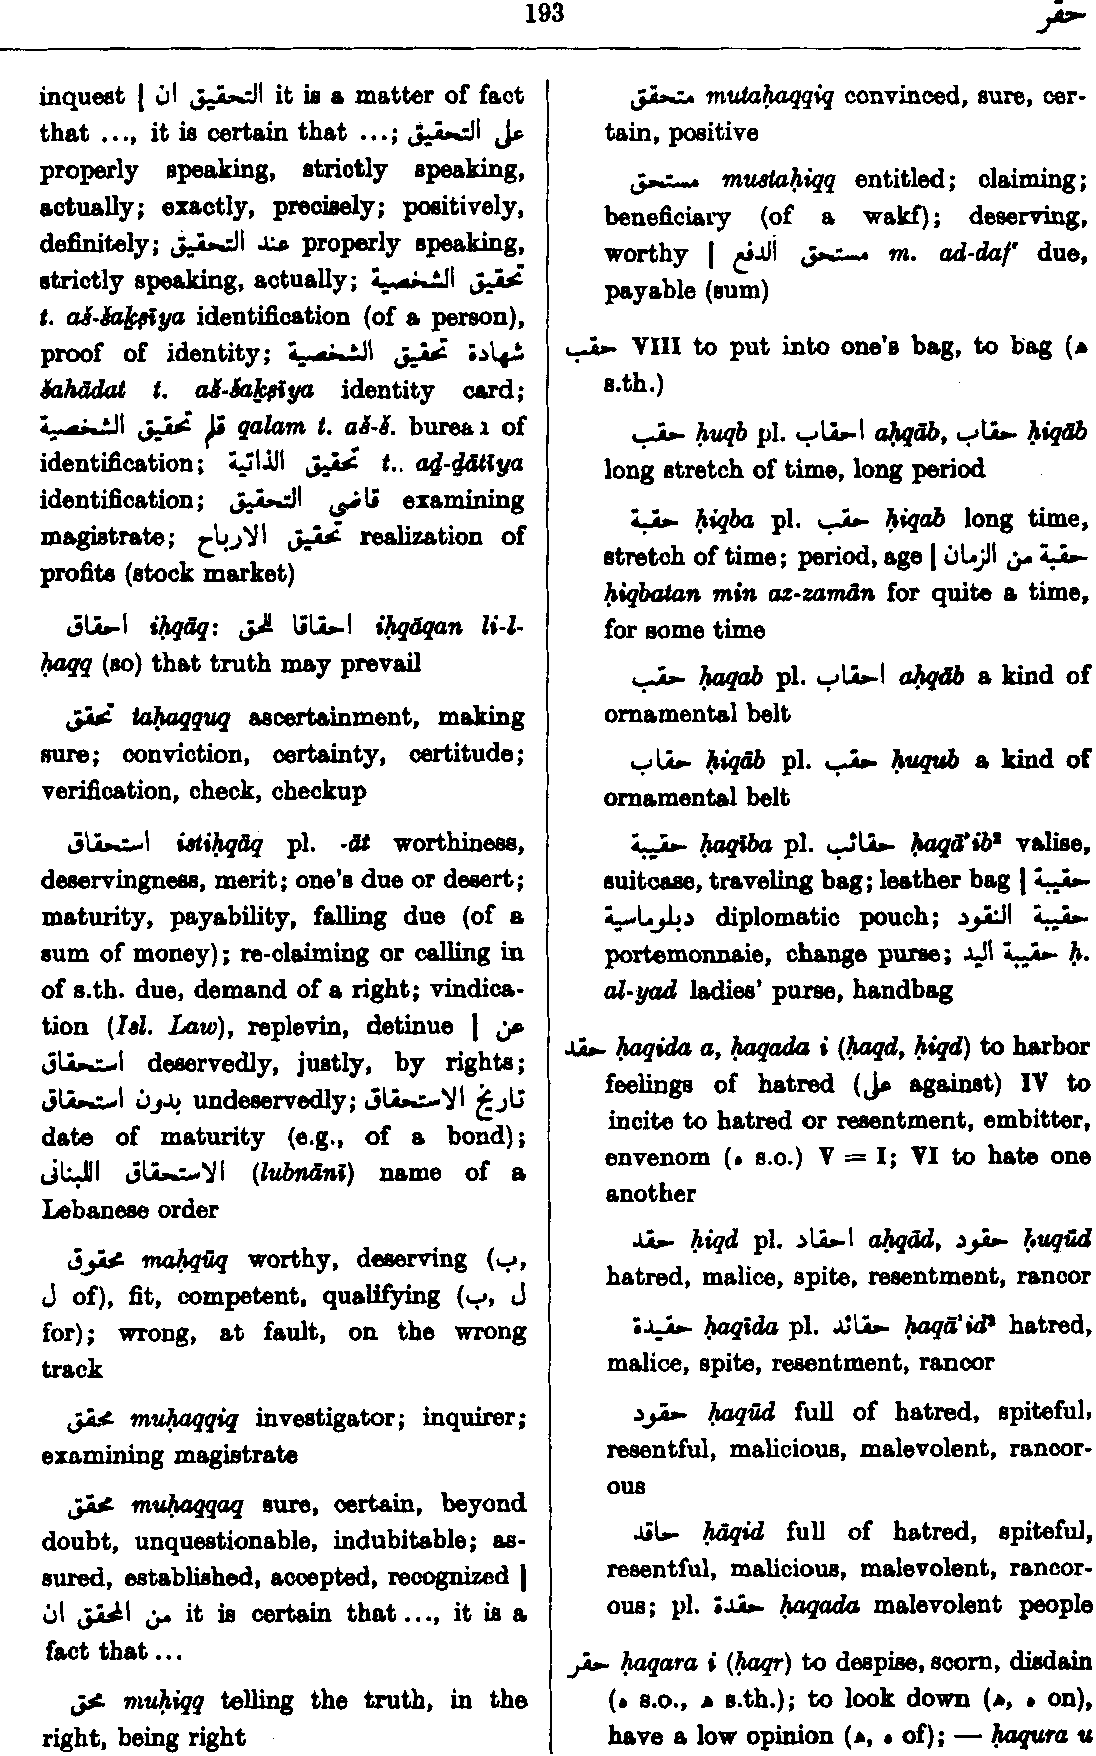 193
حقر
inquest | التحقيق ان it is a matter of fact
that ..., it is certain that ...; على التحقيق
properly speaking, strictly speaking,
actually; exactly, precisely; positively,
definitely; عند التحقيق properly speaking,
strictly speaking, actually; تحقيق الشخصية
t. aš-šaḵṣīya identification (of a person),
proof of identity; شهادة تحقيق الشخصية
šahādat t. aš-šaḵṣīya identity card;
قلم تحقيق الشخصية qalam t. aš-š. bureau of
identification; تحقيق الذاتية t. aḏ-ḏātīya
identification; قاضى التحقيق examining
magistrate; تحقيق الارباح realization of
profits (stock market)
احقاق iḥqāq: احقاقا للحق iḥqāqan li-l-
ḥaqq (so) that truth may prevail
تحقق taḥaqquq ascertainment, making
sure; conviction, certainty, certitude;
verification, check, checkup
استحقاق istiḥqāq pl. -āt worthiness,
deservingness, merit; one's due or desert;
maturity, payability, falling due (of a
sum of money); re-claiming or calling in
of s.th. due, demand of a right; vindica-
tion (Isl. Law), replevin, detinue | عن
استحقاق deservedly, justly, by rights;
بدون استحقاق undeservedly; تاريخ الاستحقاق
date of maturity (e.g., of a bond);
الاستحقاق اللبنانى (lubnānī) name of a
Lebanese order
محقوق maḥqūq worthy, deserving (ب,
ل of), fit, competent, qualifying (ب, ل
for); wrong, at fault, on the wrong
track
محقق muḥaqqiq investigator; inquirer;
examining magistrate
محقق muḥaqqaq sure, certain, beyond
doubt, unquestionable, indubitable; as-
sured, established, accepted, recognized |
من المحقق ان it is certain that ..., it is a
fact that ...
محق muḥiqq telling the truth, in the
right, being right
متحقق mutaḥaqqiq convinced, sure, cer-
tain, positive
مستحق mustaḥiqq entitled; claiming;
beneficiary (of a wakf); deserving,
worthy | مستحق الدفع m. ad-dafʿ due,
payable (sum)
حقب VIII to put into one's bag, to bag (ه
s.th.)
حقب ḥuqb pl. احقاب aḥqāb, حقاب ḥiqāb
long stretch of time, long period
حقبة ḥiqba pl. حقب ḥiqab long time,
stretch of time; period, age | حقبة من الزمان
ḥiqbatan min az-zamān for quite a time,
for some time
حقب ḥaqab pl. احقاب aḥqāb a kind of
ornamental belt
حقاب ḥiqāb pl. حقب ḥuqub a kind of
ornamental belt
حقيبة ḥaqība pl. حقائب ḥaqāʾib² valise,
suitcase, traveling bag; leather bag | حقيبة
دبلوماسية diplomatic pouch; حقيبة النقود
portemonnaie, change purse; حقيبة اليد ḥ.
al-yad ladies' purse, handbag
حقد ḥaqida a, ḥaqada i (ḥaqd, ḥiqd) to harbor
feelings of hatred (على against) IV to
incite to hatred or resentment, embitter,
envenom (ه s.o.) V = I; VI to hate one
another
حقد ḥiqd pl. احقاد aḥqād, حقود ḥuqūd
hatred, malice, spite, resentment, rancor
حقيدة ḥaqīda pl. حقائد ḥaqāʾid² hatred,
malice, spite, resentment, rancor
حقود ḥaqūd full of hatred, spiteful,
resentful, malicious, malevolent, rancor-
ous
حاقد ḥāqid full of hatred, spiteful,
resentful, malicious, malevolent, rancor-
ous; pl. حقدة ḥaqada malevolent people
حقر ḥaqara i (ḥaqr) to despise, scorn, disdain
(ه s.o., ه s.th.); to look down (ه, ه on),
have a low opinion (ه, ه of); — ḥaqura u